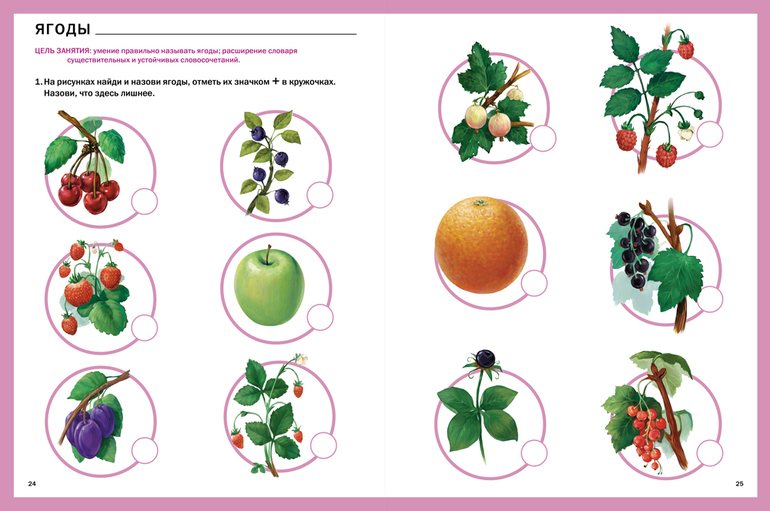 ЯГОДЫ
ЦЕЛЬ ЗАНЯТИЯ: умение правильно называть ягоды; расширение словаря
существительных и устойчивых словосочетаний.
1. На рисунках найди и назови ягоды, отметь их значком + в кружочках.
Назови, что здесь лишнее.
24
25